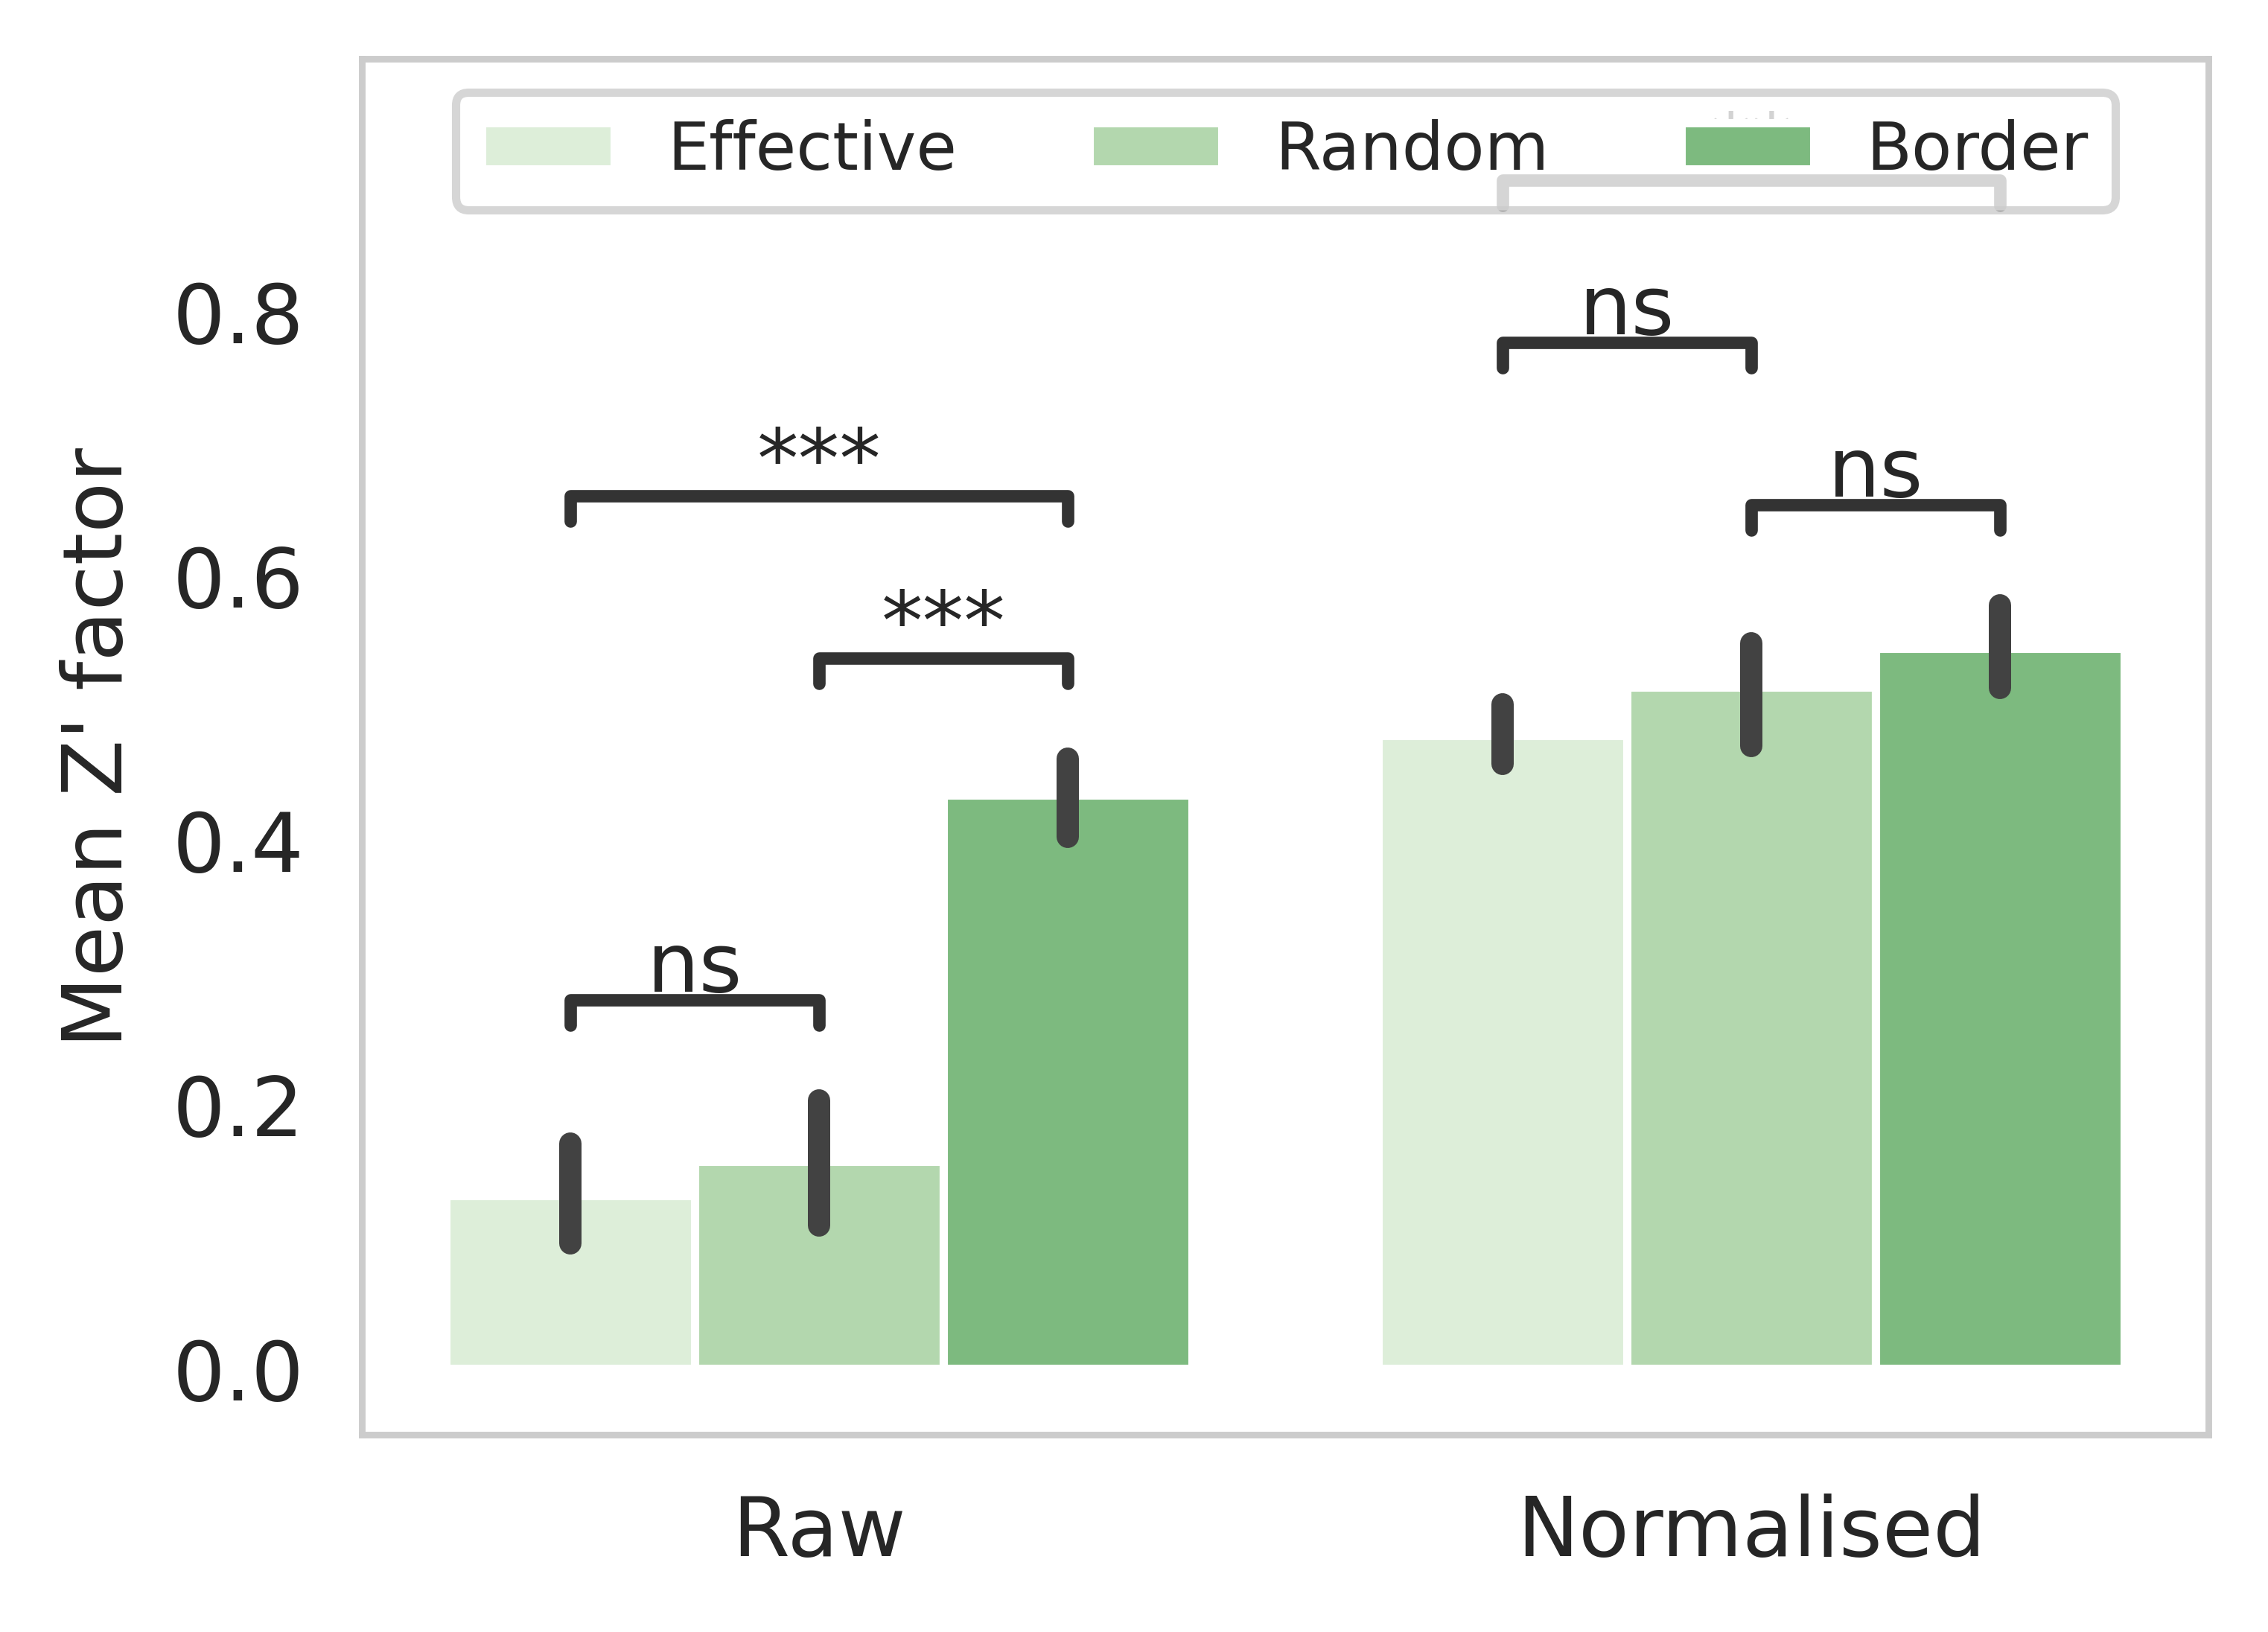 Effective Random Border
Mean Z' factor
0.8
0.6
0.4
0.2
0.0
ns
ns
***
***
ns
Raw Normalised